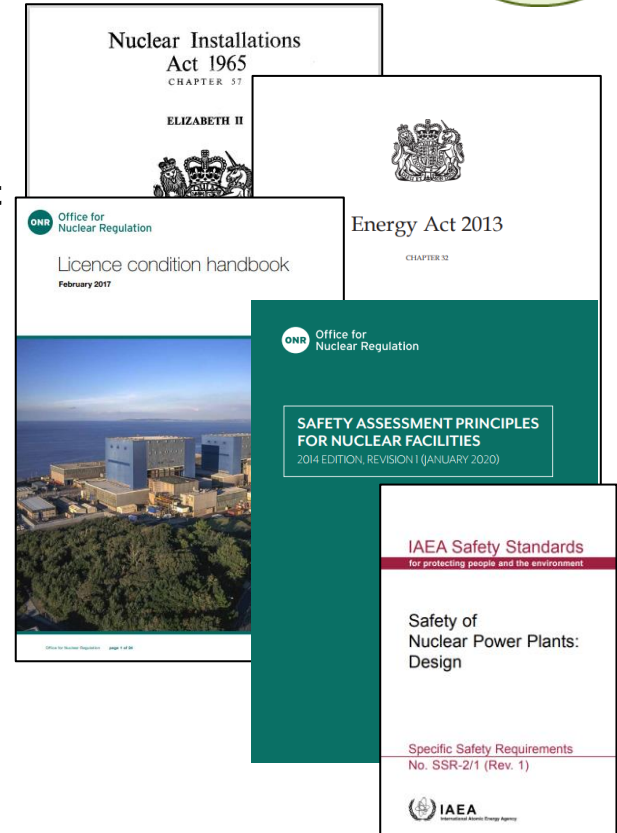 Nuclear Installations
Act 1965
CHAPTER 57
ELIZABETH II
Energy Act 2013
CHAPTER 32
ONR
Office for
Nuclear Regulation
Licence condition handbook
February 2017
Office for Nuclear Regulation page 1 of 36
ONR
Office for
Nuclear Regulation
SAFETY ASSESSMENT PRINCIPLES
FOR NUCLEAR FACILITIES
2014 EDITION, REVISION 1 (JANUARY 2020)
IAEA Safety Standards
for protecting people and the environment
Safety of
Nuclear Power Plants:
Design
Specific Safety Requirements
No. SSR-2/1 (Rev. 1)
IAEA
International Atomic Energy Agency